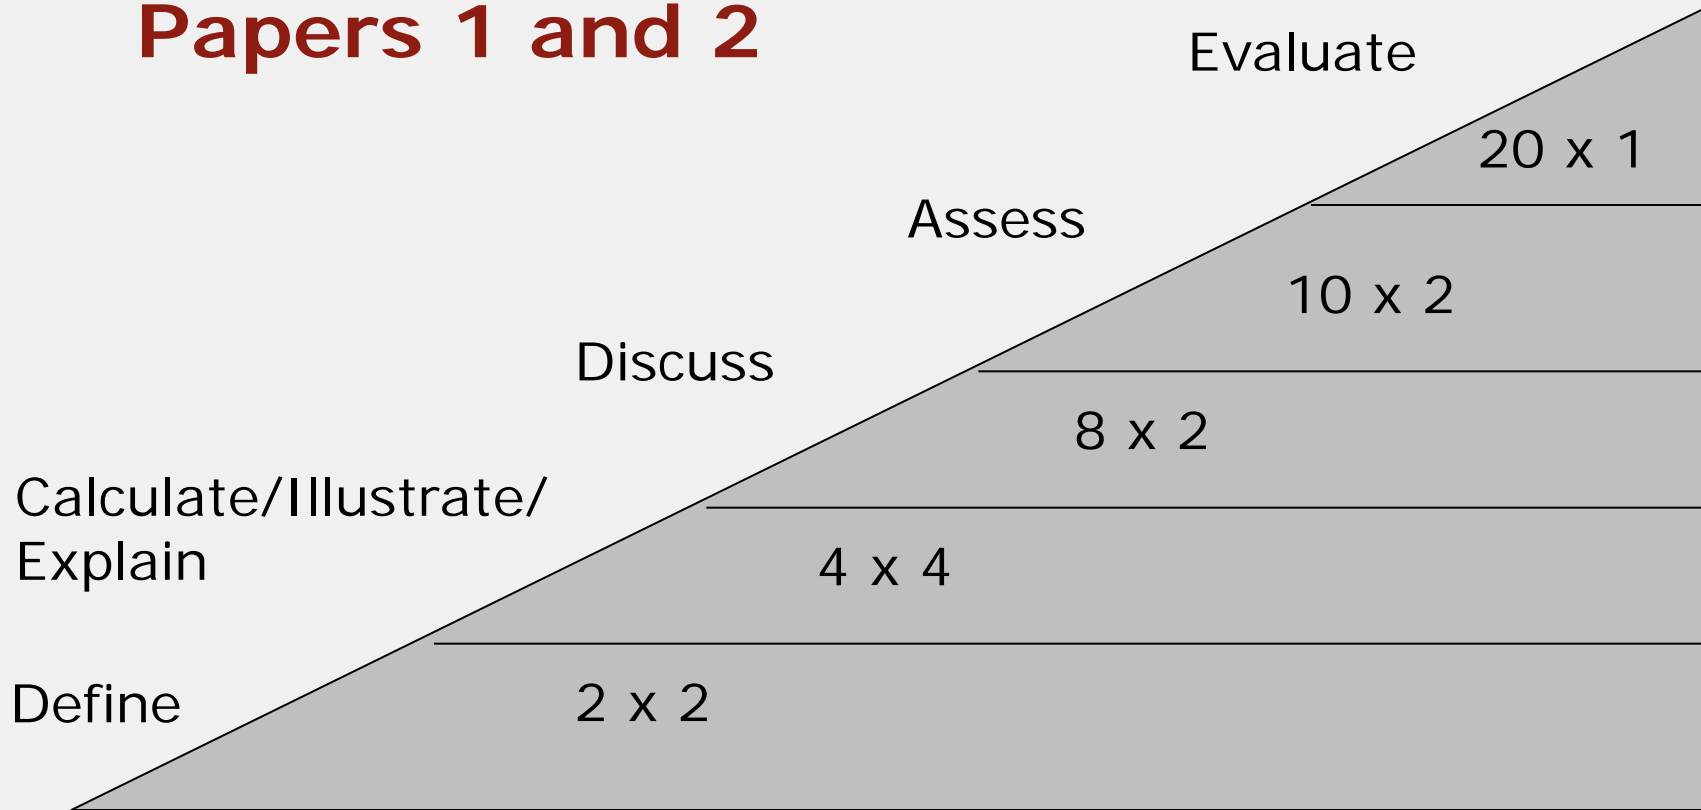 Papers 1 and 2
Evaluate
20 x 1
Assess
10 x 2
Discuss
8 x 2
Calculate/Illustrate/
Explain
4 x 4
Define
2 x 2